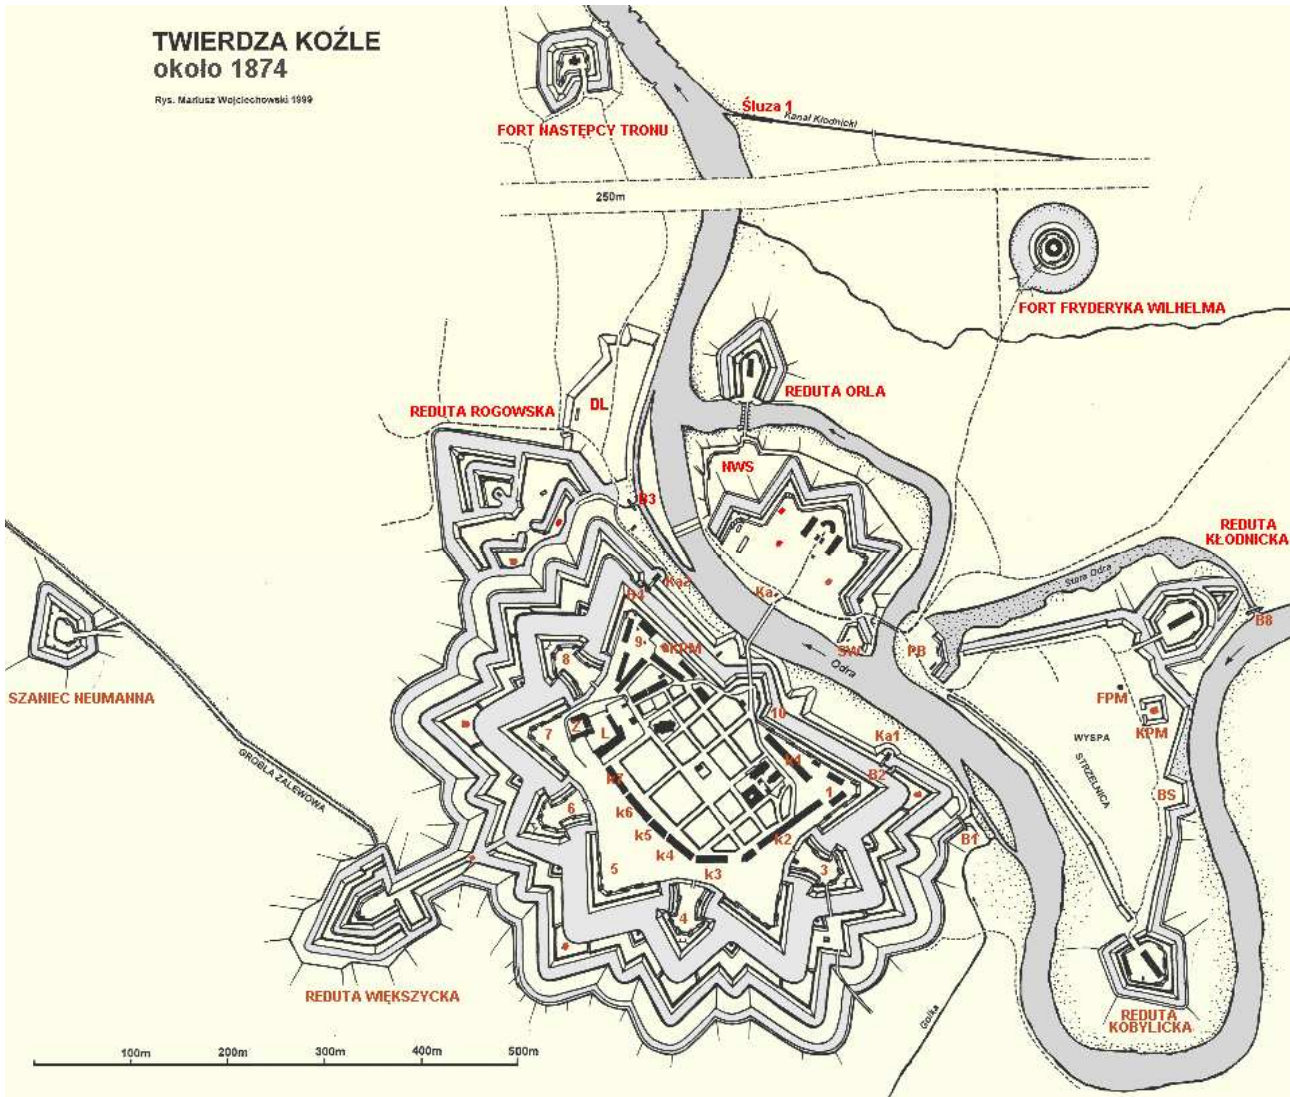 TWIERDZA KOŹLE
około 1874
Rys. Mariusz Wojciechowski 1999
FORT NASTĘPCY TRONU
Śluza 1
Kanał Kłodnicki
250m
FORT FRYDERYKA WILHELMA
REDUTA ORLA
REDUTA ROGOWSKA
DL
NWS
B3
REDUTA
KŁODNICKA
Stara Odra
Ka2
B4
Ka
B8
9
KPM
SW
PB
8
Odra
SZANIEC NEUMANNA
FPM
KPM
10
7
Z
L
Ka1
WYSPA
STRZELNICA
GROBLA ZALEWOWA
k1
B2
k7
1
BS
6
k6
k5
k4
k2
B1
k3
5
3
4
REDUTA WIĘKSZYCKA
REDUTA
KOBYLICKA
Golka
100m
200m
300m
400m
500m